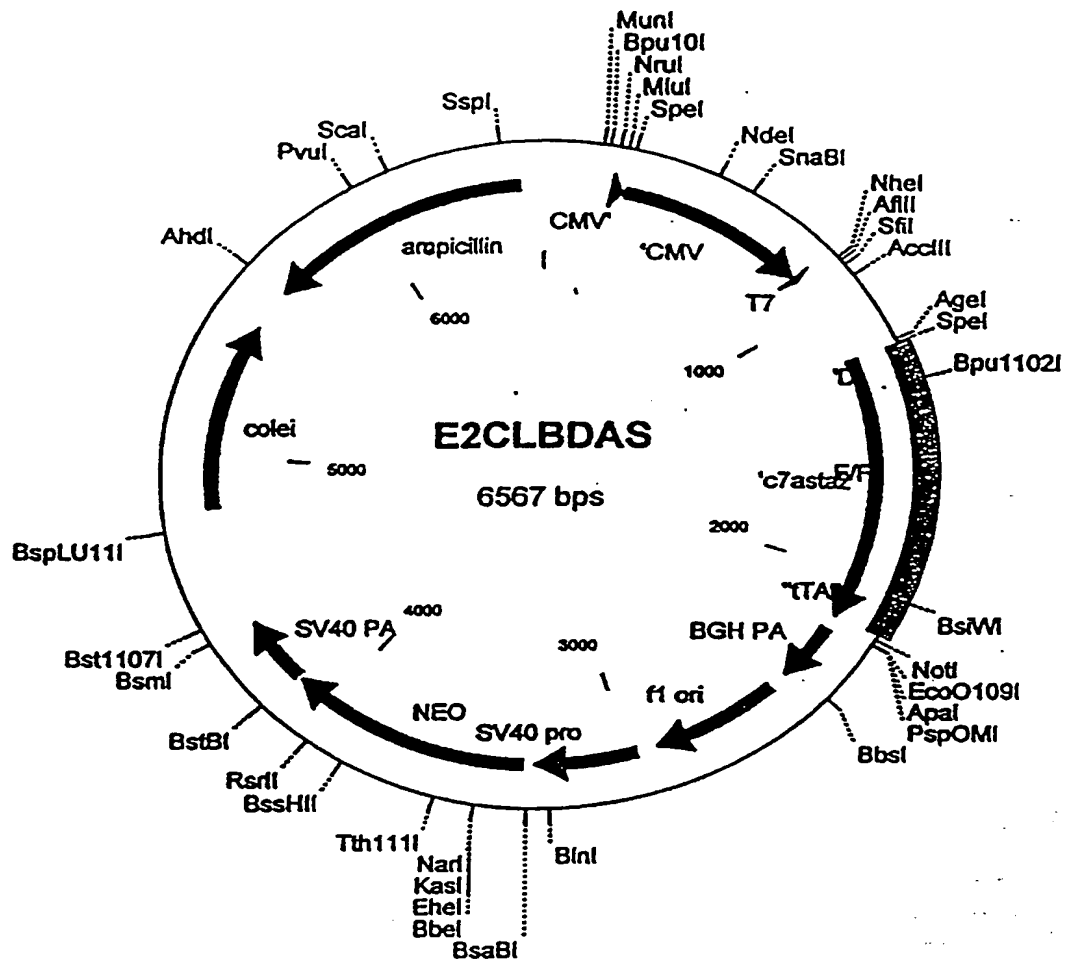 MunI
Bpu10I
NruI
MluI
SpeI
SspI
NdeI
SnaBI
ScaI
PvuI
NheI
AflII
SfiI
AccIII
AhdI
CMV'
'CMV
ampicillin
T7
6000
AgeI
SpeI
Bpu1102I
1000
'D
colei
E2CLBDAS
5000
'c7astaz
E/F
6567 bps
2000
BspLU11I
"tTA
4000
SV40 PA
BGH PA
BsiWI
3000
Bst1107I
BsmI
NotI
EcoO109I
ApaI
PspOMI
f1 ori
NEO
SV40 pro
BstBI
BbsI
RsrII
BssHII
Tth111I
BlnI
NarI
KasI
EheI
BbeI
BsaBI